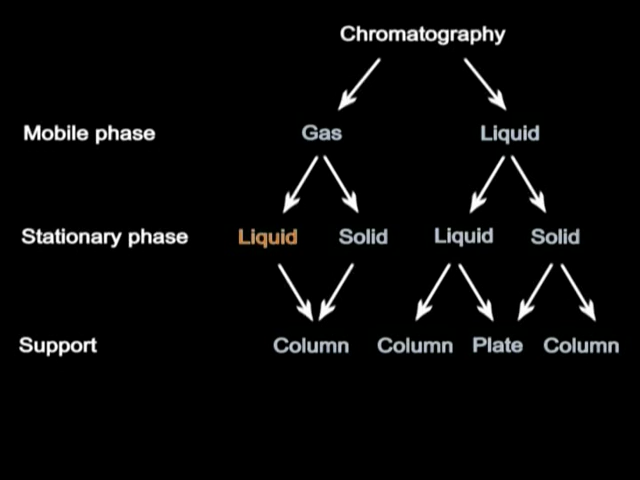 Chromatography
Mobile phase Gas Liquid
Stationary phase Liquid Solid Liquid Solid
Support Column Column Plate Column